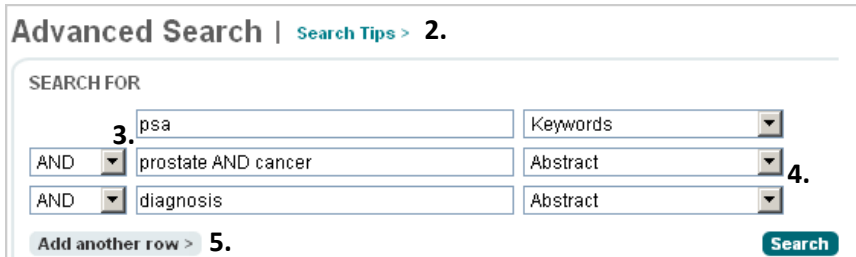 Advanced Search | Search Tips > 2.
SEARCH FOR
3. psa Keywords
AND prostate AND cancer Abstract 4.
AND diagnosis Abstract
Add another row > 5. Search